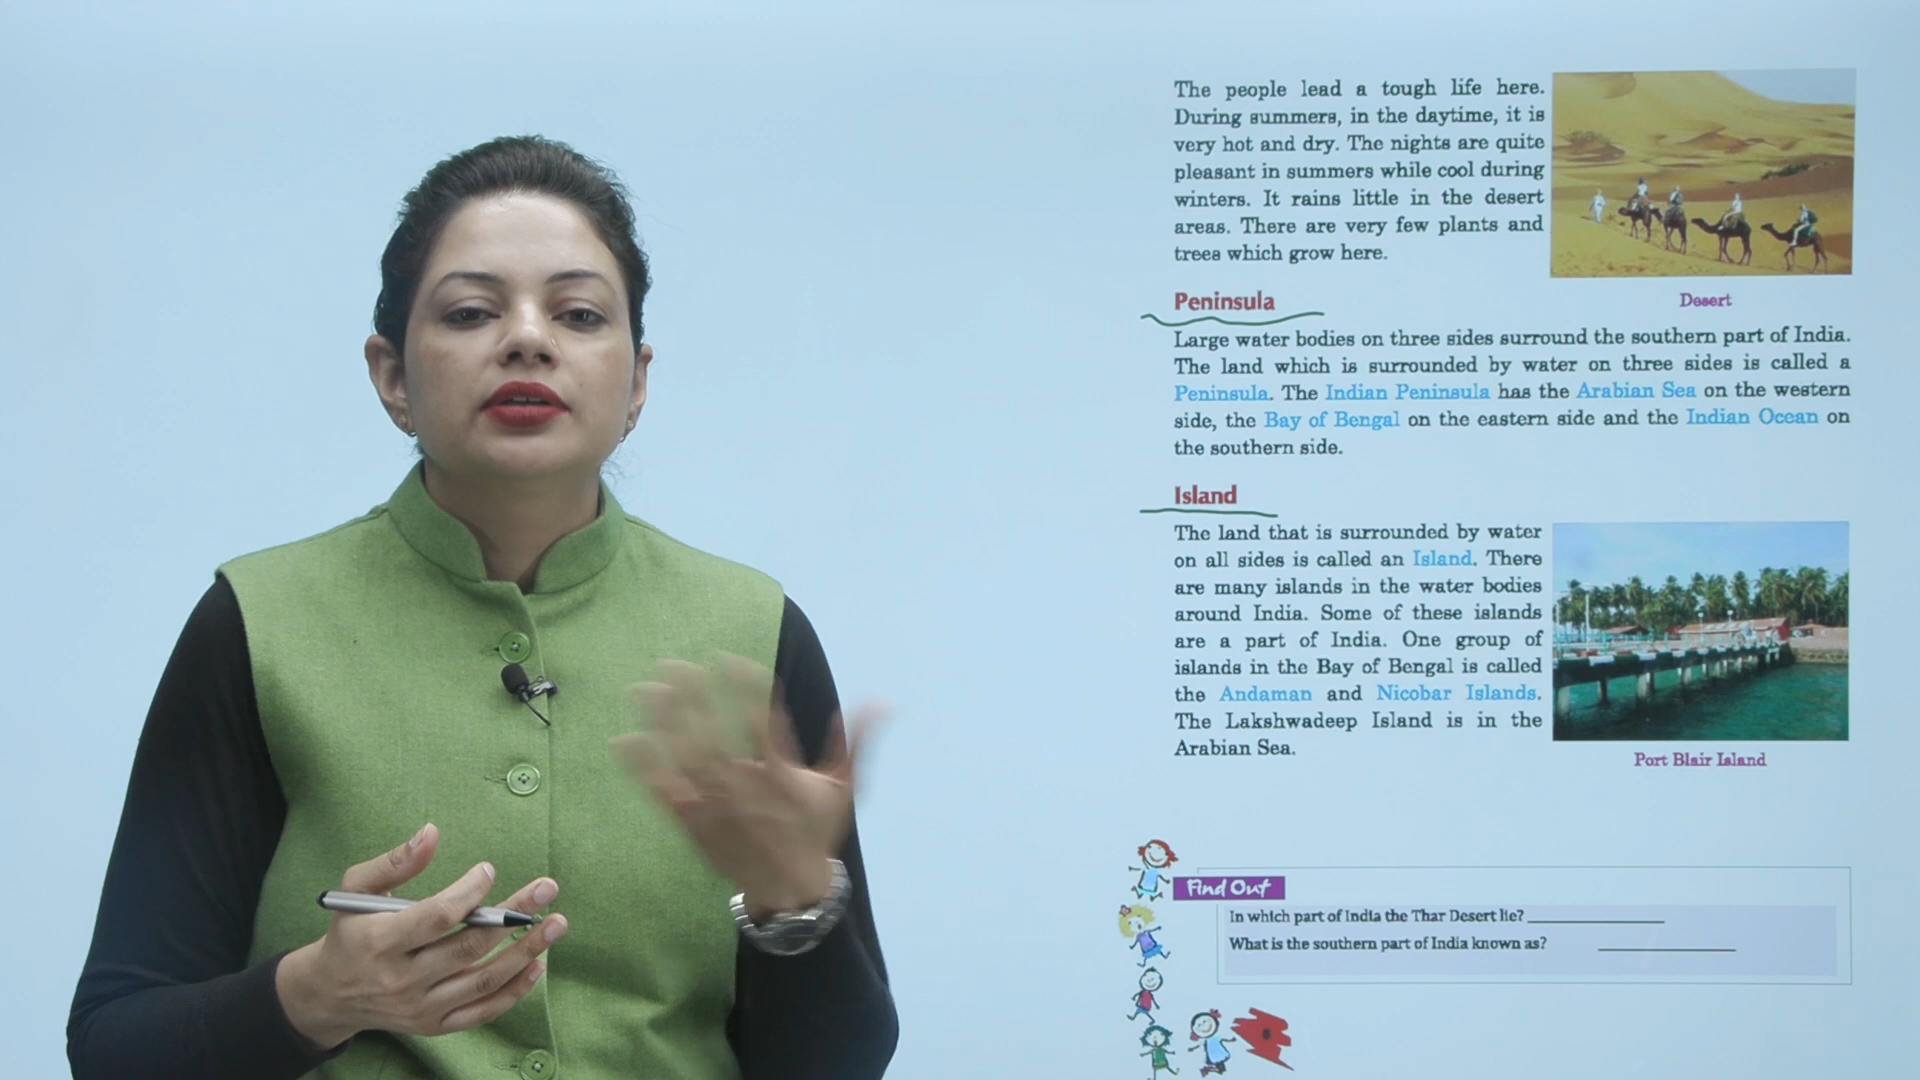 The people lead a tough life here.
During summers, in the daytime, it is
very hot and dry. The nights are quite
pleasant in summers while cool during
winters. It rains little in the desert
areas. There are very few plants and
trees which grow here.
Desert
Peninsula
Large water bodies on three sides surround the southern part of India.
The land which is surrounded by water on three sides is called a
Peninsula. The Indian Peninsula has the Arabian Sea on the western
side, the Bay of Bengal on the eastern side and the Indian Ocean on
the southern side.
Island
The land that is surrounded by water
on all sides is called an Island. There
are many islands in the water bodies
around India. Some of these islands
are a part of India. One group of
islands in the Bay of Bengal is called
the Andaman and Nicobar Islands.
The Lakshwadeep Island is in the
Arabian Sea.
Port Blair Island
Find Out
In which part of India the Thar Desert lie?
What is the southern part of India known as?